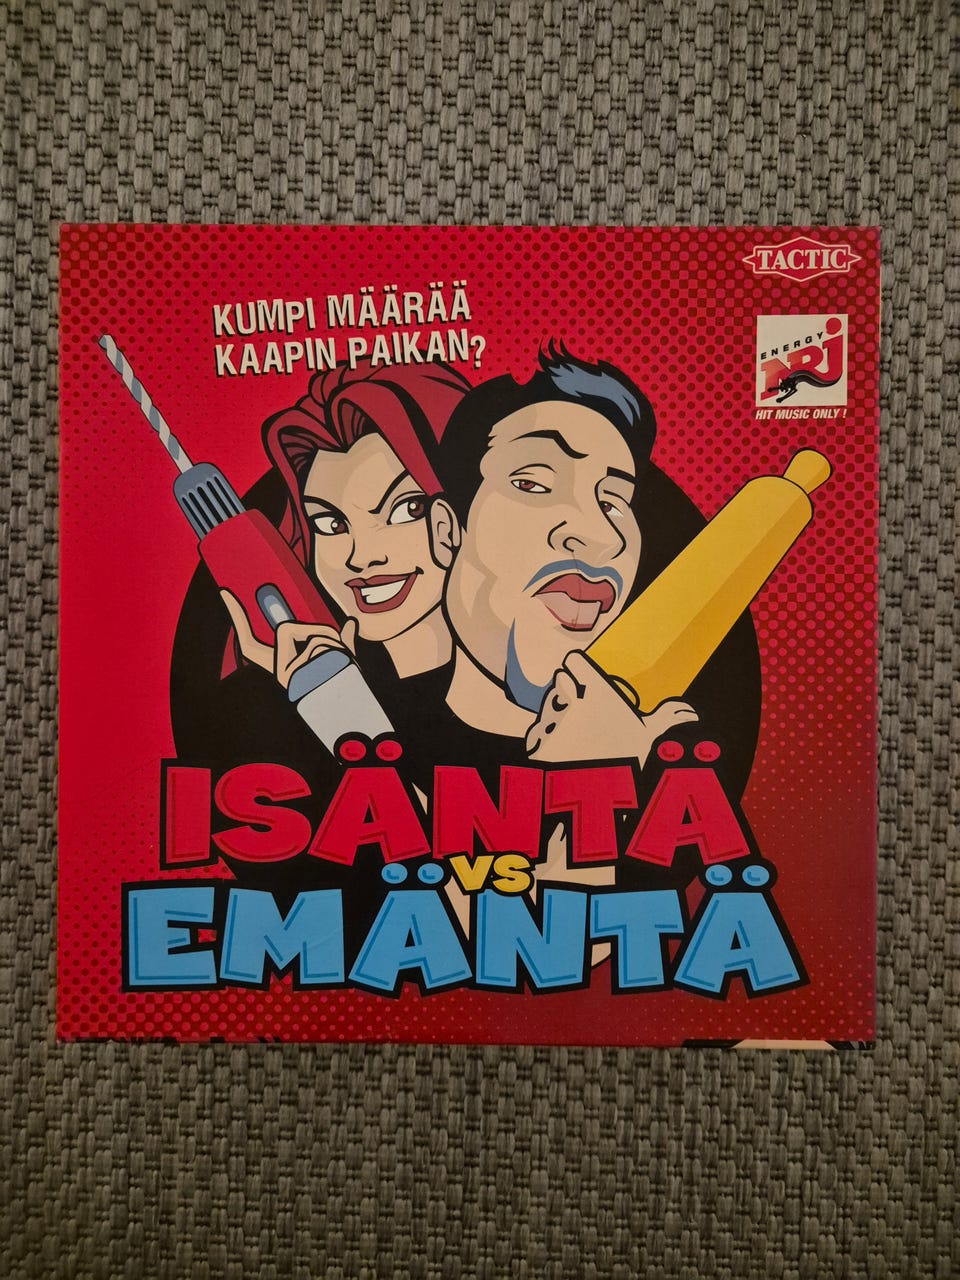 TACTIC
KUMPI MÄÄRÄÄ
KAAPIN PAIKAN?
ENERGY
NRJ
HIT MUSIC ONLY!
ISÄNTÄ
VS
EMÄNTÄ